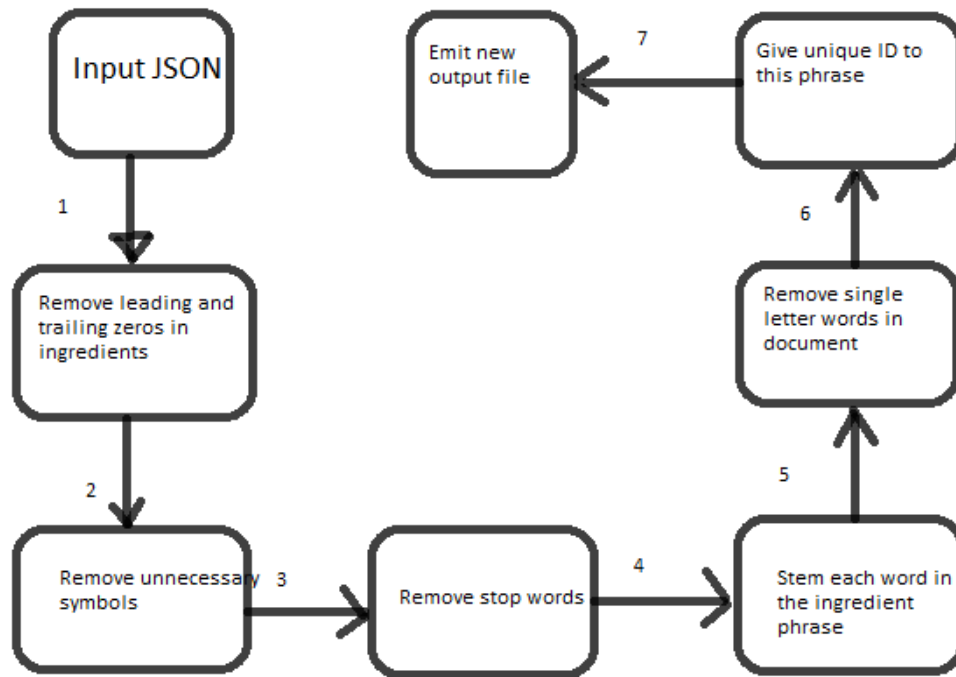 Input JSON
1
Remove leading and
trailing zeros in
ingredients
2
Remove unnecessary
symbols
3
Remove stop words
4
Stem each word in
the ingredient
phrase
5
Remove single
letter words in
document
6
Give unique ID to
this phrase
7
Emit new
output file